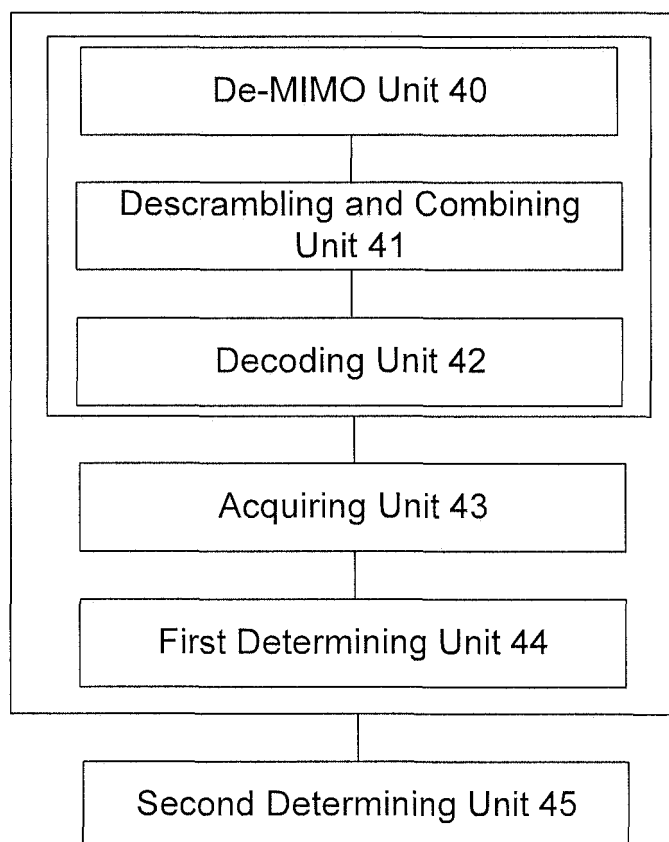 De-MIMO Unit 40
Descrambling and Combining
Unit 41
Decoding Unit 42
Acquiring Unit 43
First Determining Unit 44
Second Determining Unit 45